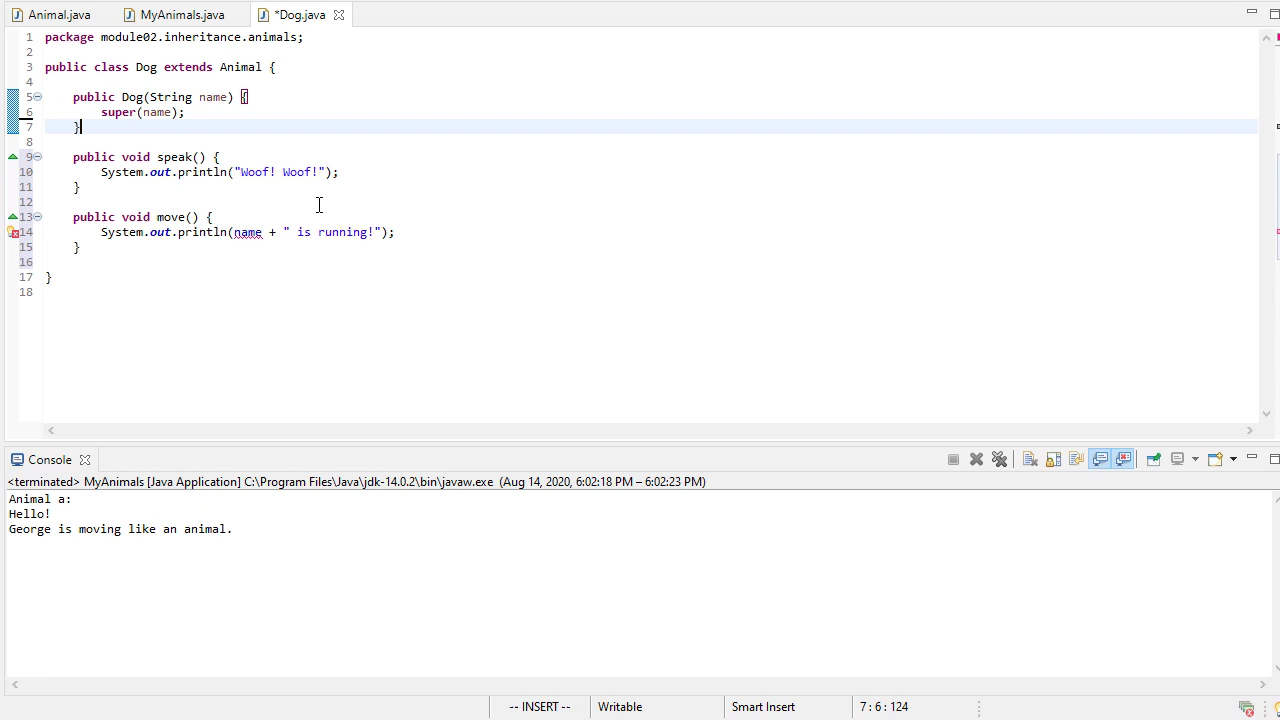 Animal.java MyAnimals.java *Dog.java
1 package module02.inheritance.animals;
2
3 public class Dog extends Animal {
4
5 public Dog(String name) {
6 super(name);
7 }
8
9 public void speak() {
10 System.out.println("Woof! Woof!");
11 }
12
13 public void move() {
14 System.out.println(name + " is running!");
15 }
16
17 }
18
Console
<terminated> MyAnimals [Java Application] C:\Program Files\Java\jdk-14.0.2\bin\javaw.exe (Aug 14, 2020, 6:02:18 PM – 6:02:23 PM)
Animal a:
Hello!
George is moving like an animal.
-- INSERT -- Writable Smart Insert 7 : 6 : 124